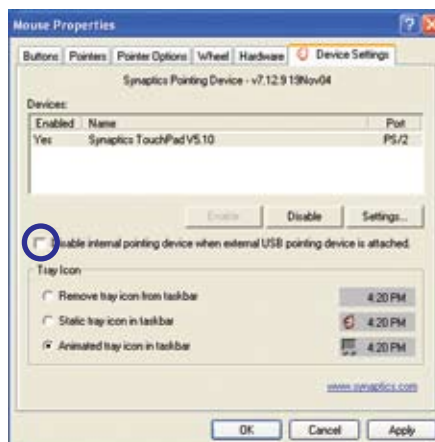 Mouse Properties
Buttons Pointers Pointer Options Wheel Hardware Device Settings
Synaptics Pointing Device - v7.12.9 19Nov04
Devices:
Enabled Name Port
Yes Synaptics TouchPad V5.10 PS/2
Enable Disable Settings...
Disable internal pointing device when external USB pointing device is attached.
Tray Icon
Remove tray icon from taskbar 4:20 PM
Static tray icon in taskbar 4:20 PM
Animated tray icon in taskbar 4:20 PM
www.synaptics.com
OK Cancel Apply